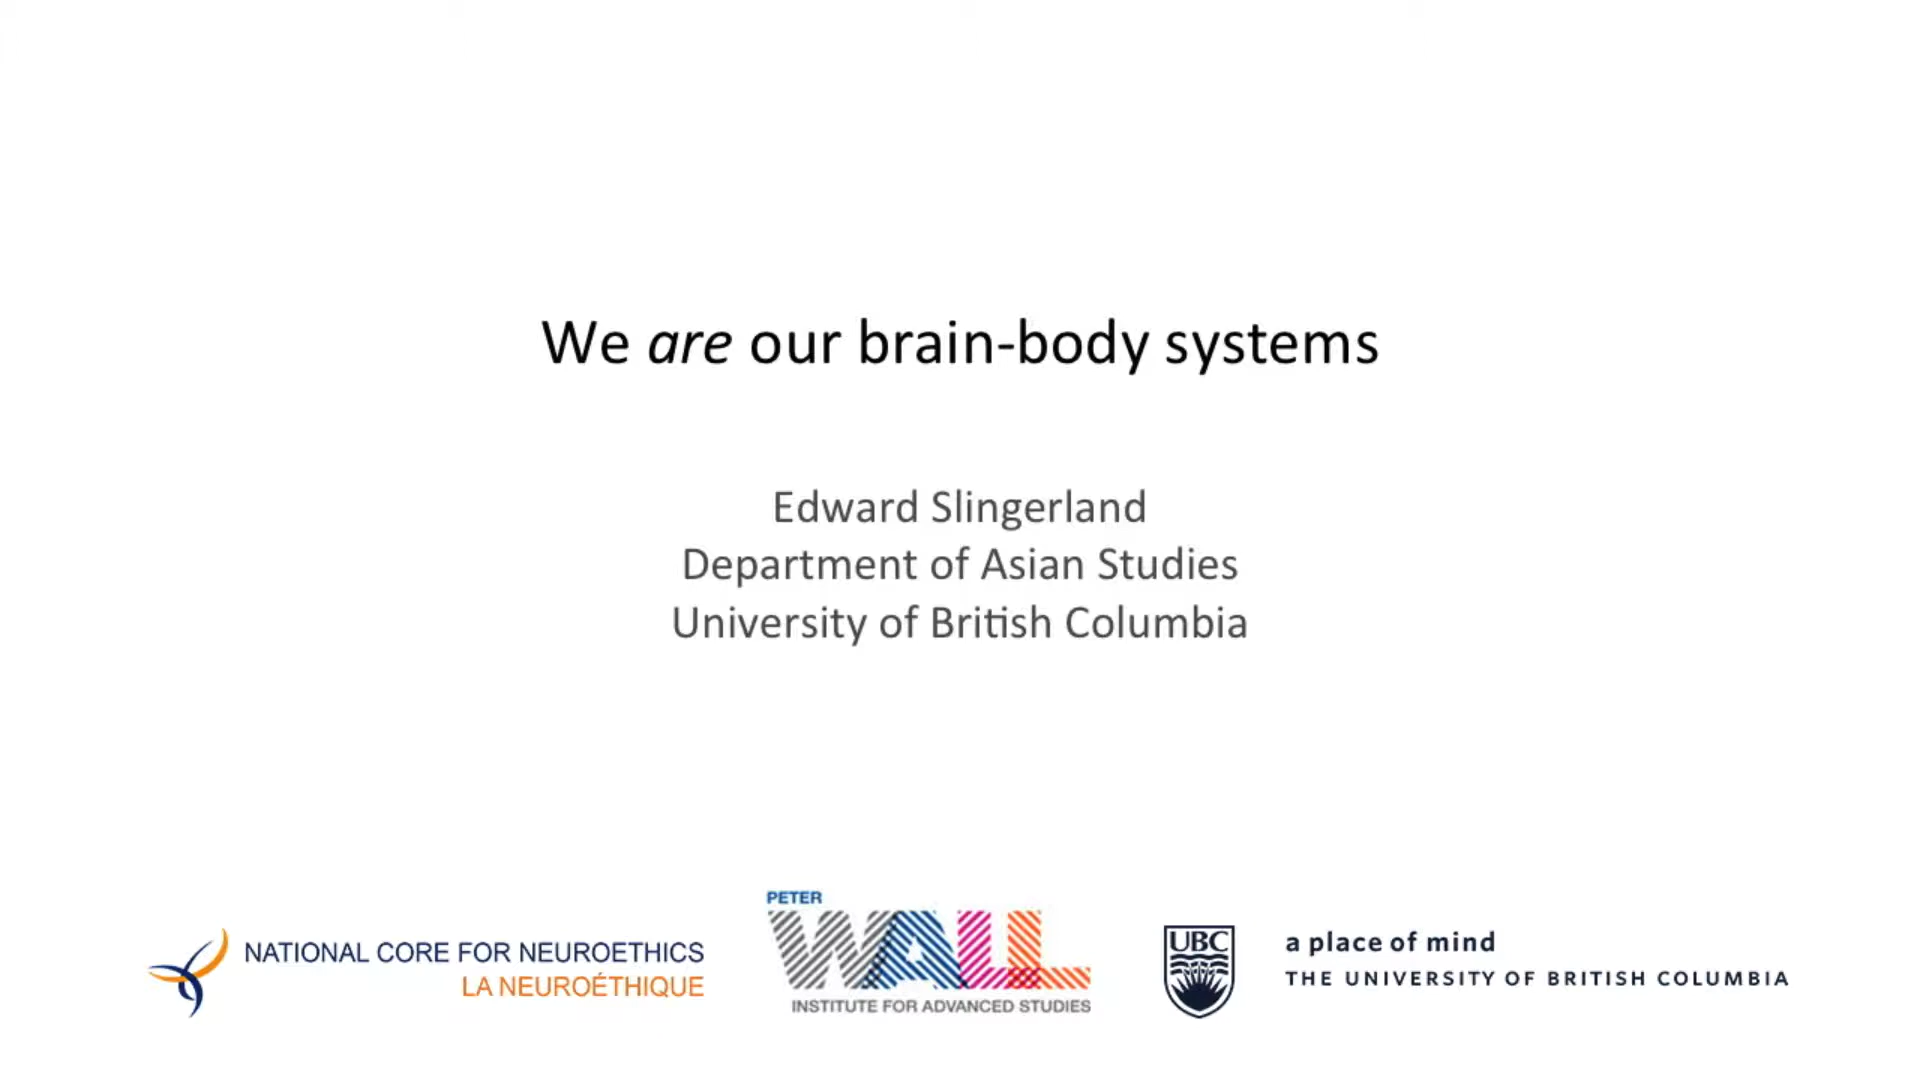 We are our brain-body systems
Edward Slingerland
Department of Asian Studies
University of British Columbia
NATIONAL CORE FOR NEUROETHICS
LA NEUROÉTHIQUE
PETER
WALL
INSTITUTE FOR ADVANCED STUDIES
UBC
a place of mind
THE UNIVERSITY OF BRITISH COLUMBIA